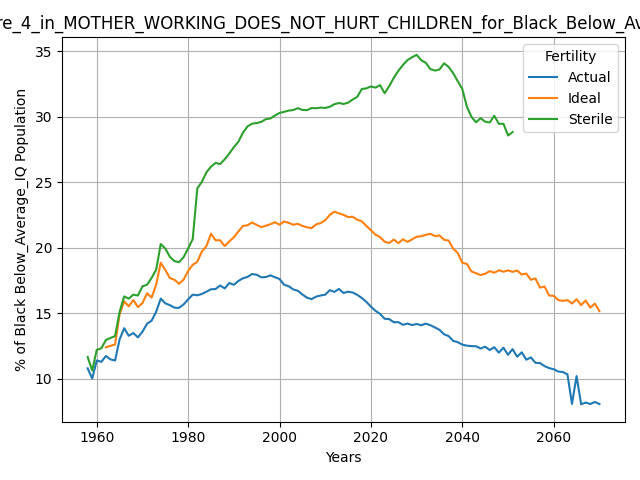 re_4_in_MOTHER_WORKING_DOES_NOT_HURT_CHILDREN_for_Black_Below_Av
% of Black Below_Average_IQ Population
35
30
25
20
15
10
Fertility
Actual
Ideal
Sterile
1960 1980 2000 2020 2040 2060
Years